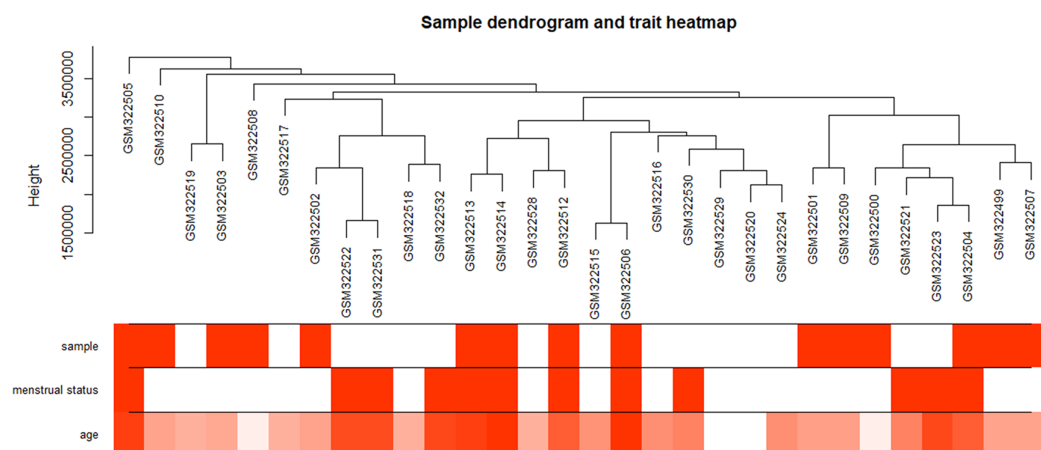 Sample dendrogram and trait heatmap
Height
3500000
2500000
1500000
GSM322505
GSM322510
GSM322519
GSM322503
GSM322508
GSM322517
GSM322502
GSM322522
GSM322531
GSM322518
GSM322532
GSM322513
GSM322514
GSM322528
GSM322512
GSM322515
GSM322506
GSM322516
GSM322530
GSM322529
GSM322520
GSM322524
GSM322501
GSM322509
GSM322500
GSM322521
GSM322523
GSM322504
GSM322499
GSM322507
sample
menstrual status
age